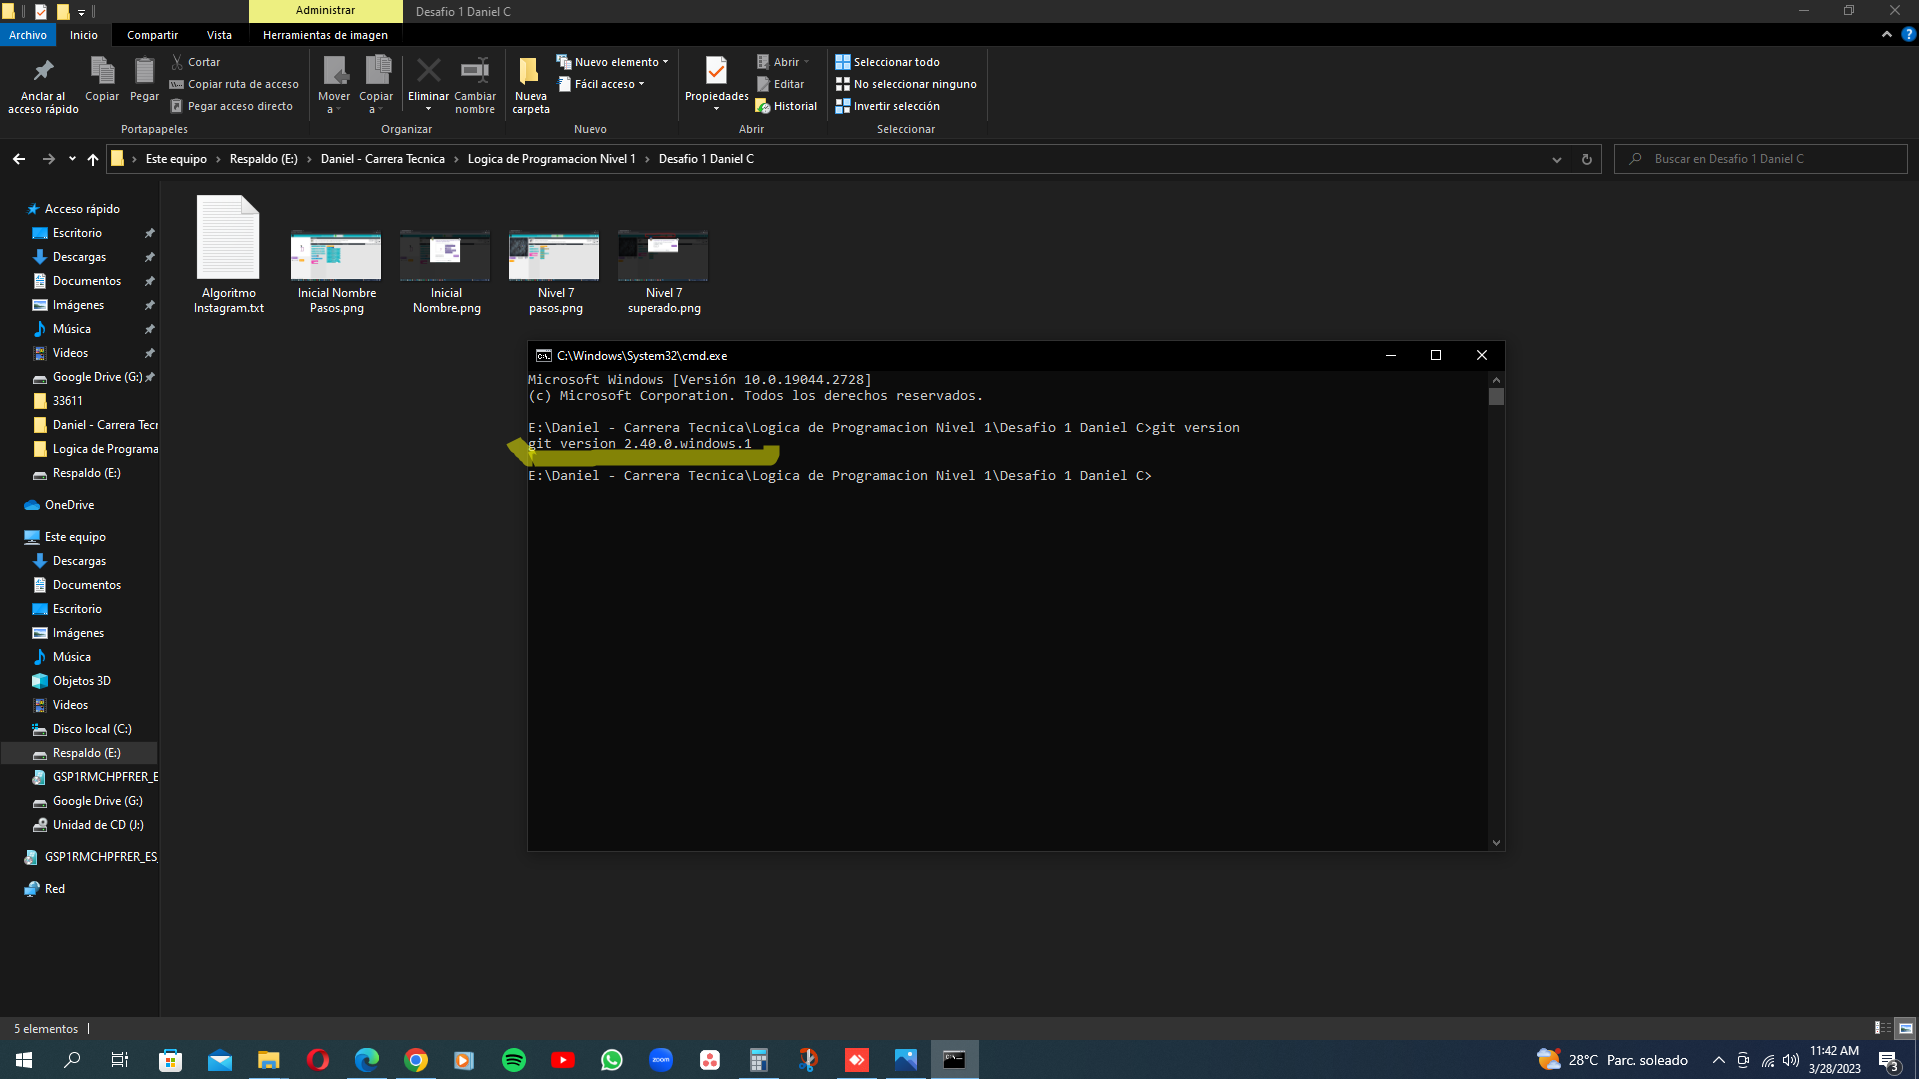 Administrar
Desafio 1 Daniel C
Archivo
Inicio
Compartir
Vista
Herramientas de imagen
Anclar al
acceso rápido
Copiar
Pegar
Cortar
Copiar ruta de acceso
Pegar acceso directo
Portapapeles
Mover
a
Copiar
a
Eliminar
Cambiar
nombre
Organizar
Nueva
carpeta
Nuevo elemento
Fácil acceso
Nuevo
Propiedades
Abrir
Editar
Historial
Abrir
Seleccionar todo
No seleccionar ninguno
Invertir selección
Seleccionar
Este equipo
Respaldo (E:)
Daniel - Carrera Tecnica
Logica de Programacion Nivel 1
Desafio 1 Daniel C
Buscar en Desafio 1 Daniel C
Acceso rápido
Escritorio
Descargas
Documentos
Imágenes
Música
Videos
Google Drive (G:)
33611
Daniel - Carrera Tecr
Logica de Programa
Respaldo (E:)
OneDrive
Este equipo
Descargas
Documentos
Escritorio
Imágenes
Música
Objetos 3D
Videos
Disco local (C:)
Respaldo (E:)
GSP1RMCHPFRER_E
Google Drive (G:)
Unidad de CD (J:)
GSP1RMCHPFRER_ES_
Red
Algoritmo
Instagram.txt
Inicial Nombre
Pasos.png
Inicial
Nombre.png
Nivel 7
pasos.png
Nivel 7
superado.png
C:\Windows\System32\cmd.exe
Microsoft Windows [Versión 10.0.19044.2728]
(c) Microsoft Corporation. Todos los derechos reservados.
E:\Daniel - Carrera Tecnica\Logica de Programacion Nivel 1\Desafio 1 Daniel C>git version
git version 2.40.0.windows.1
E:\Daniel - Carrera Tecnica\Logica de Programacion Nivel 1\Desafio 1 Daniel C>
5 elementos
zoom
28°C Parc. soleado
11:42 AM
3/28/2023
3